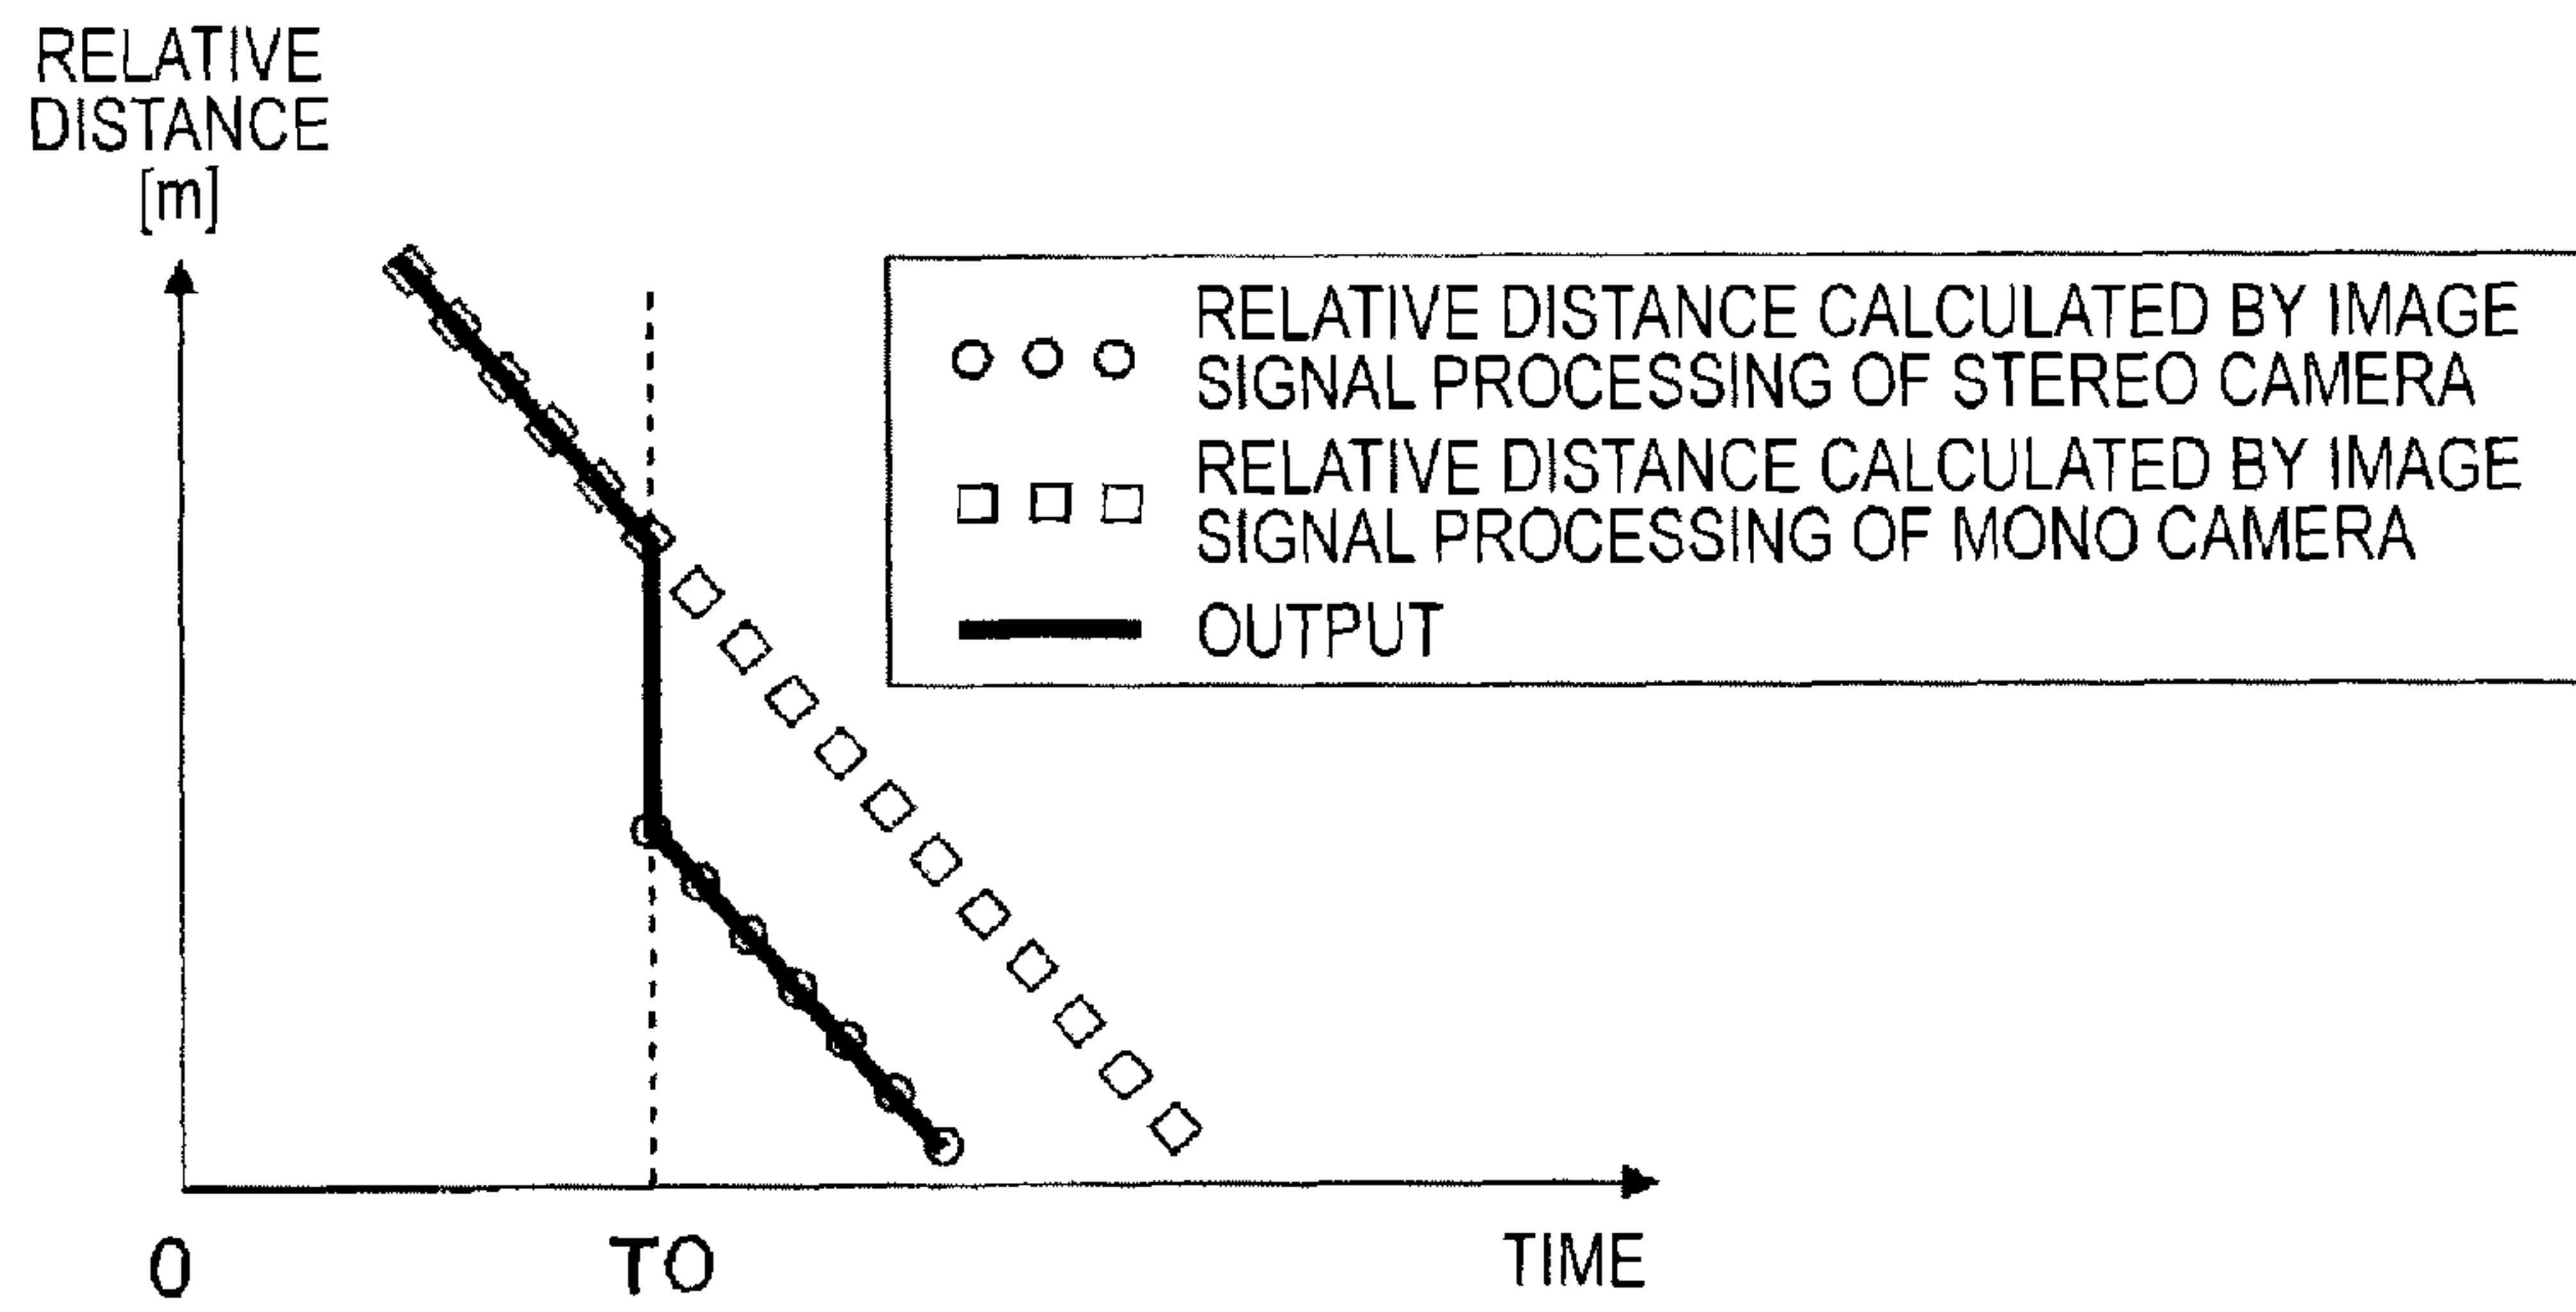 RELATIVE
DISTANCE
[m]
RELATIVE DISTANCE CALCULATED BY IMAGE
SIGNAL PROCESSING OF STEREO CAMERA
RELATIVE DISTANCE CALCULATED BY IMAGE
SIGNAL PROCESSING OF MONO CAMERA
OUTPUT
0
T0
TIME